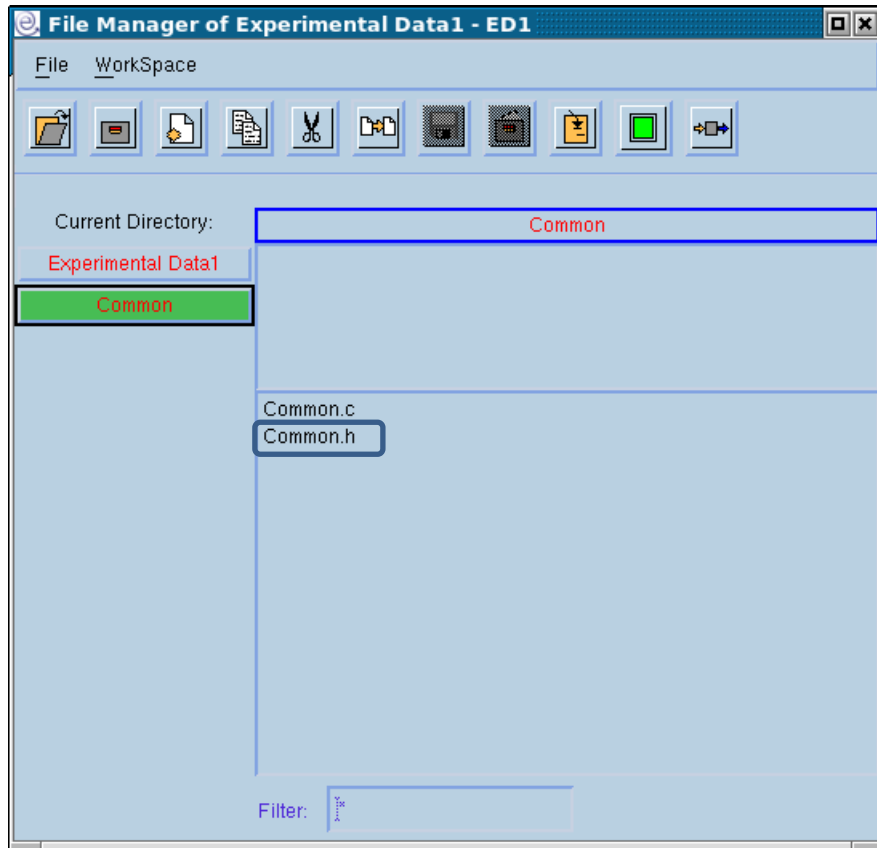 File Manager of Experimental Data1 - ED1
File WorkSpace
Current Directory:
Common
Experimental Data1
Common
Common.c
Common.h
Filter: *